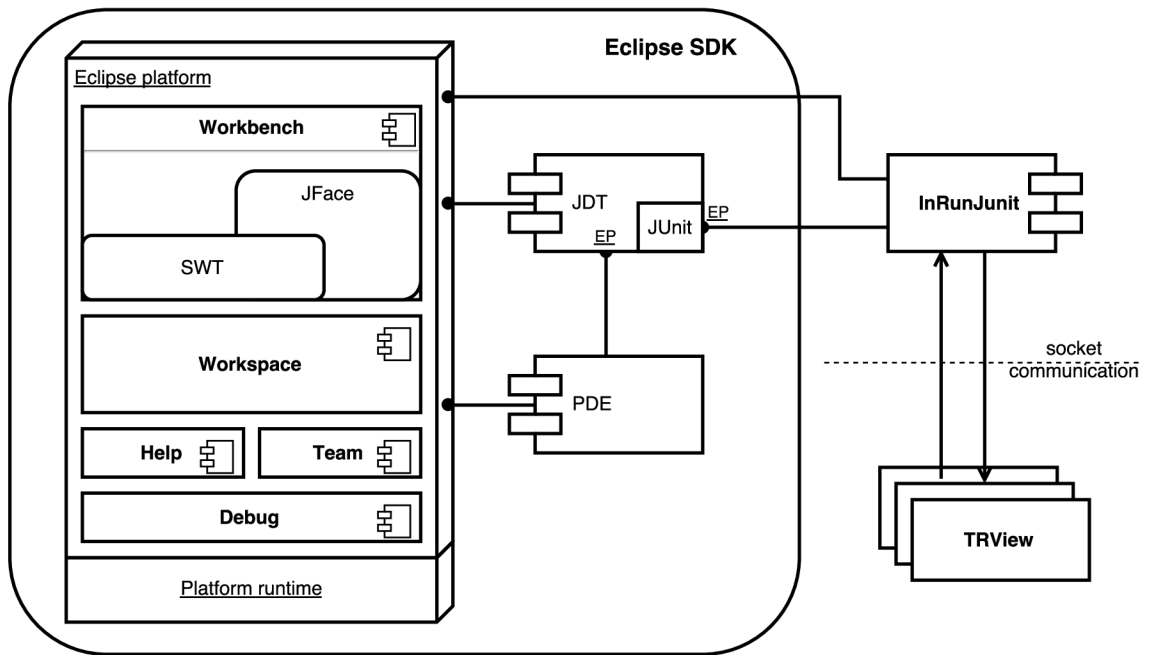 Eclipse SDK
Eclipse platform
Workbench
JFace
SWT
Workspace
Help
Team
Debug
Platform runtime
JDT
EP
JUnit
EP
PDE
InRunJunit
socket
communication
TRView